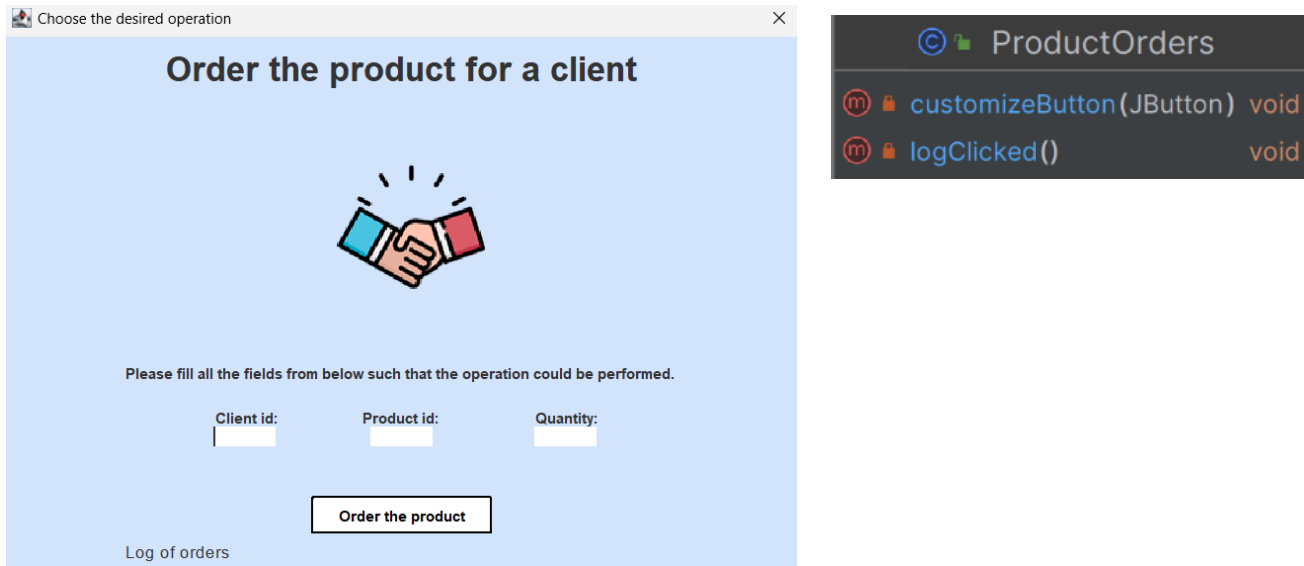 Choose the desired operation
Order the product for a client
Please fill all the fields from below such that the operation could be performed.
Client id: Product id: Quantity:
Order the product
Log of orders
ProductOrders
customizeButton(JButton) void
logClicked() void